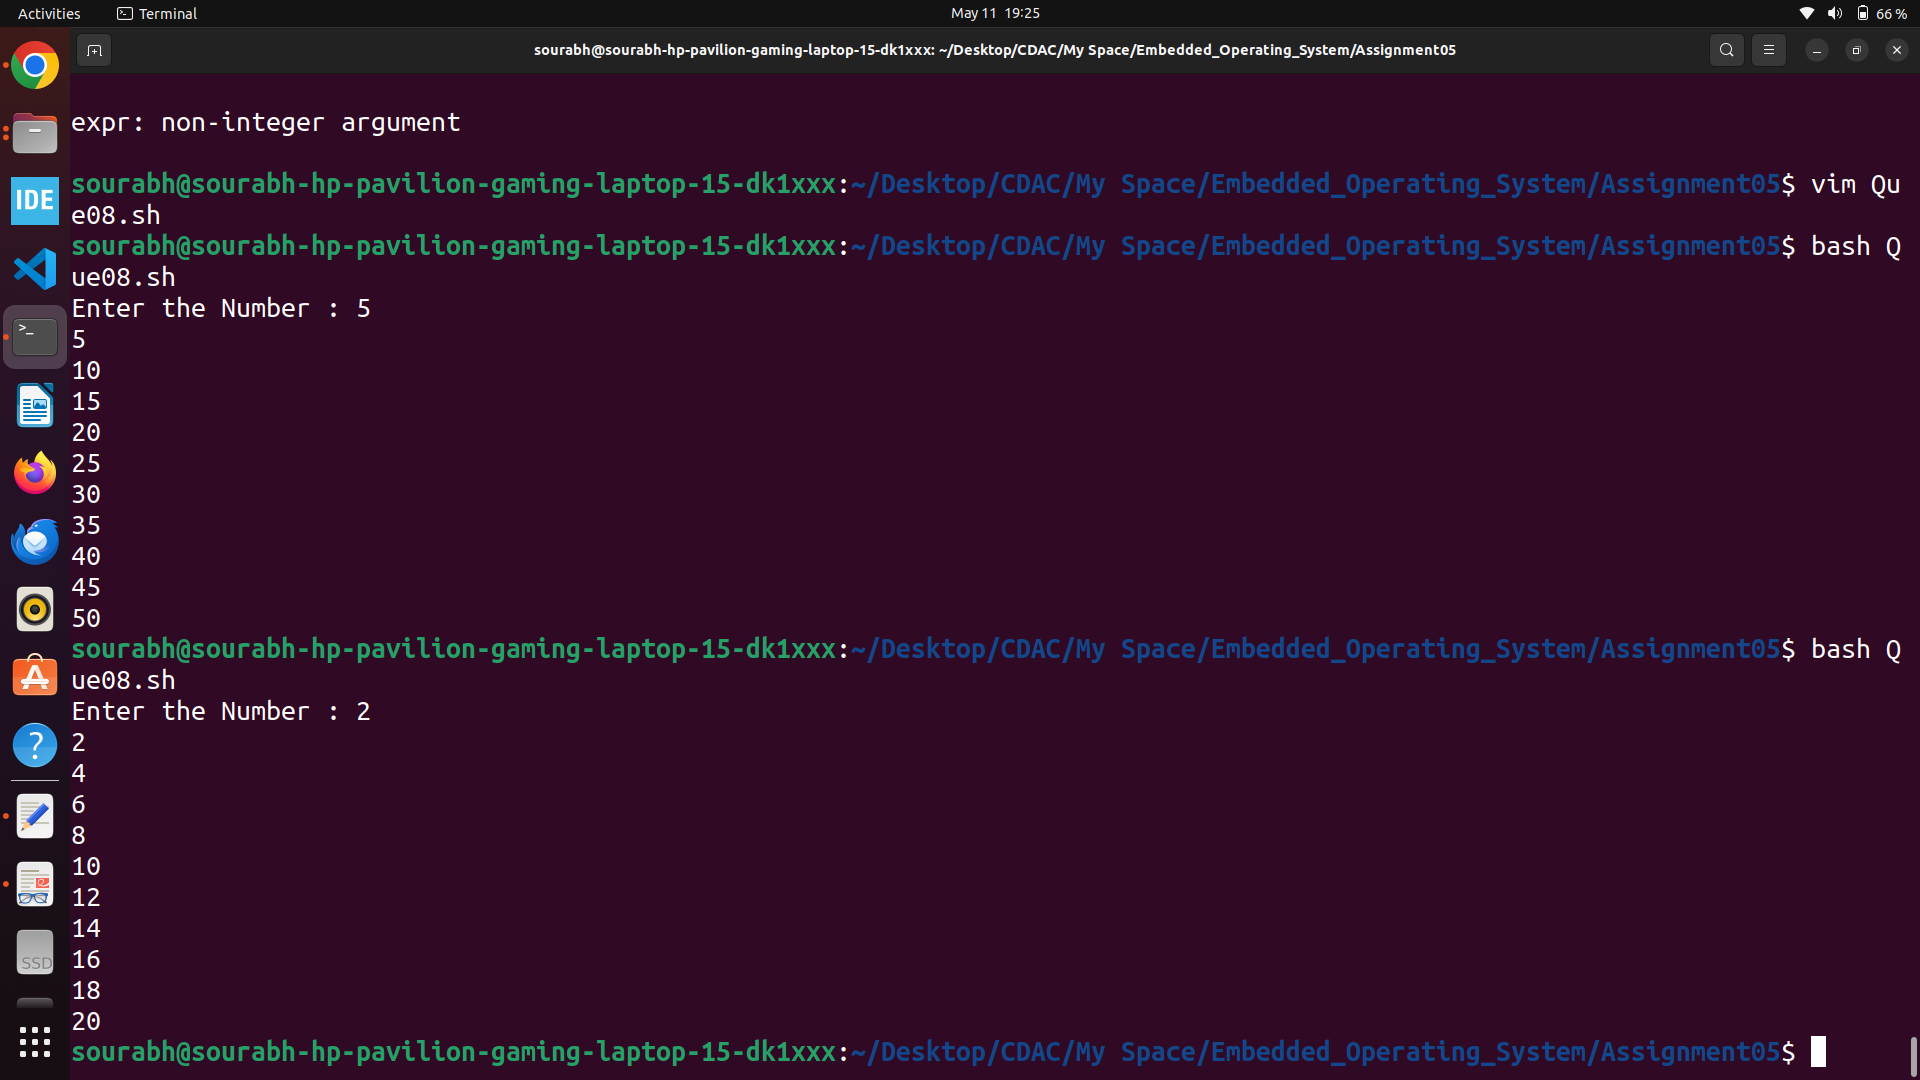 Activities
Terminal
May 11 19:25
66 %
sourabh@sourabh-hp-pavilion-gaming-laptop-15-dk1xxx: ~/Desktop/CDAC/My Space/Embedded_Operating_System/Assignment05
IDE
>_
?
SSD
expr: non-integer argument
sourabh@sourabh-hp-pavilion-gaming-laptop-15-dk1xxx:~/Desktop/CDAC/My Space/Embedded_Operating_System/Assignment05$ vim Qu
e08.sh
sourabh@sourabh-hp-pavilion-gaming-laptop-15-dk1xxx:~/Desktop/CDAC/My Space/Embedded_Operating_System/Assignment05$ bash Q
ue08.sh
Enter the Number : 5
5
10
15
20
25
30
35
40
45
50
sourabh@sourabh-hp-pavilion-gaming-laptop-15-dk1xxx:~/Desktop/CDAC/My Space/Embedded_Operating_System/Assignment05$ bash Q
ue08.sh
Enter the Number : 2
2
4
6
8
10
12
14
16
18
20
sourabh@sourabh-hp-pavilion-gaming-laptop-15-dk1xxx:~/Desktop/CDAC/My Space/Embedded_Operating_System/Assignment05$